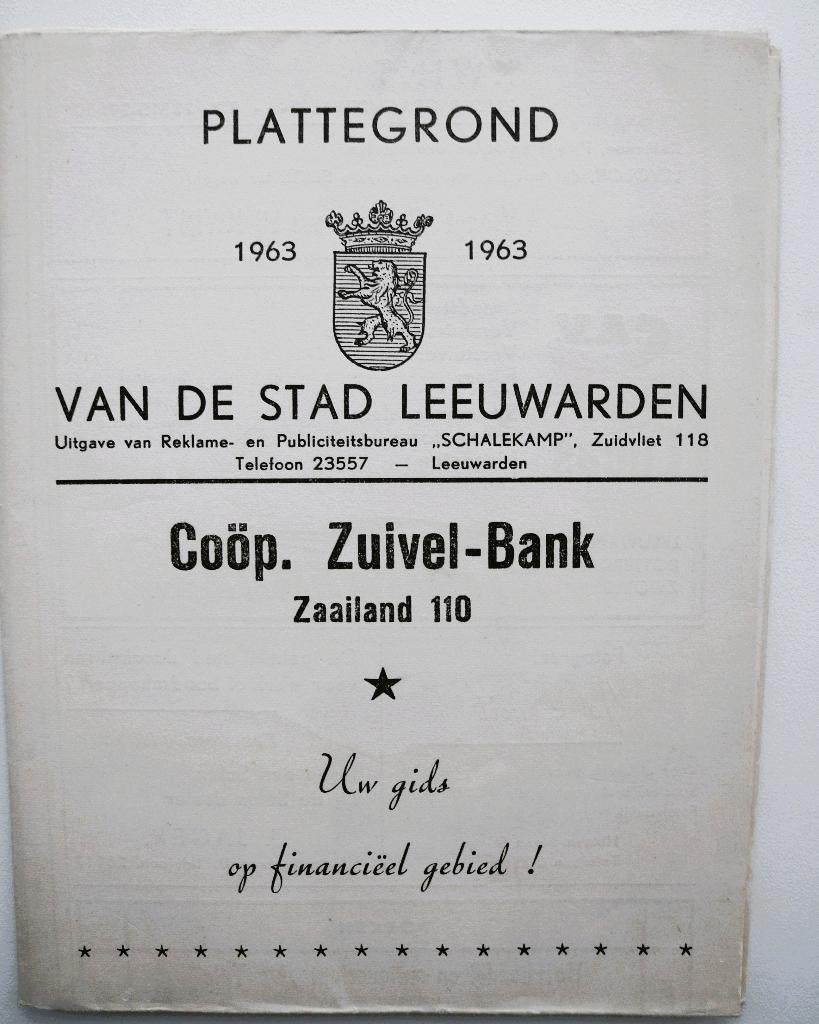 PLATTEGROND
1963 1963
VAN DE STAD LEEUWARDEN
Uitgave van Reklame- en Publiciteitsbureau „SCHALEKAMP”, Zuidvliet 118
Telefoon 23557 — Leeuwarden
Coöp. Zuivel-Bank
Zaailand 110
★
Uw gids
op financiëel gebied !
★ ★ ★ ★ ★ ★ ★ ★ ★ ★ ★ ★ ★ ★ ★ ★